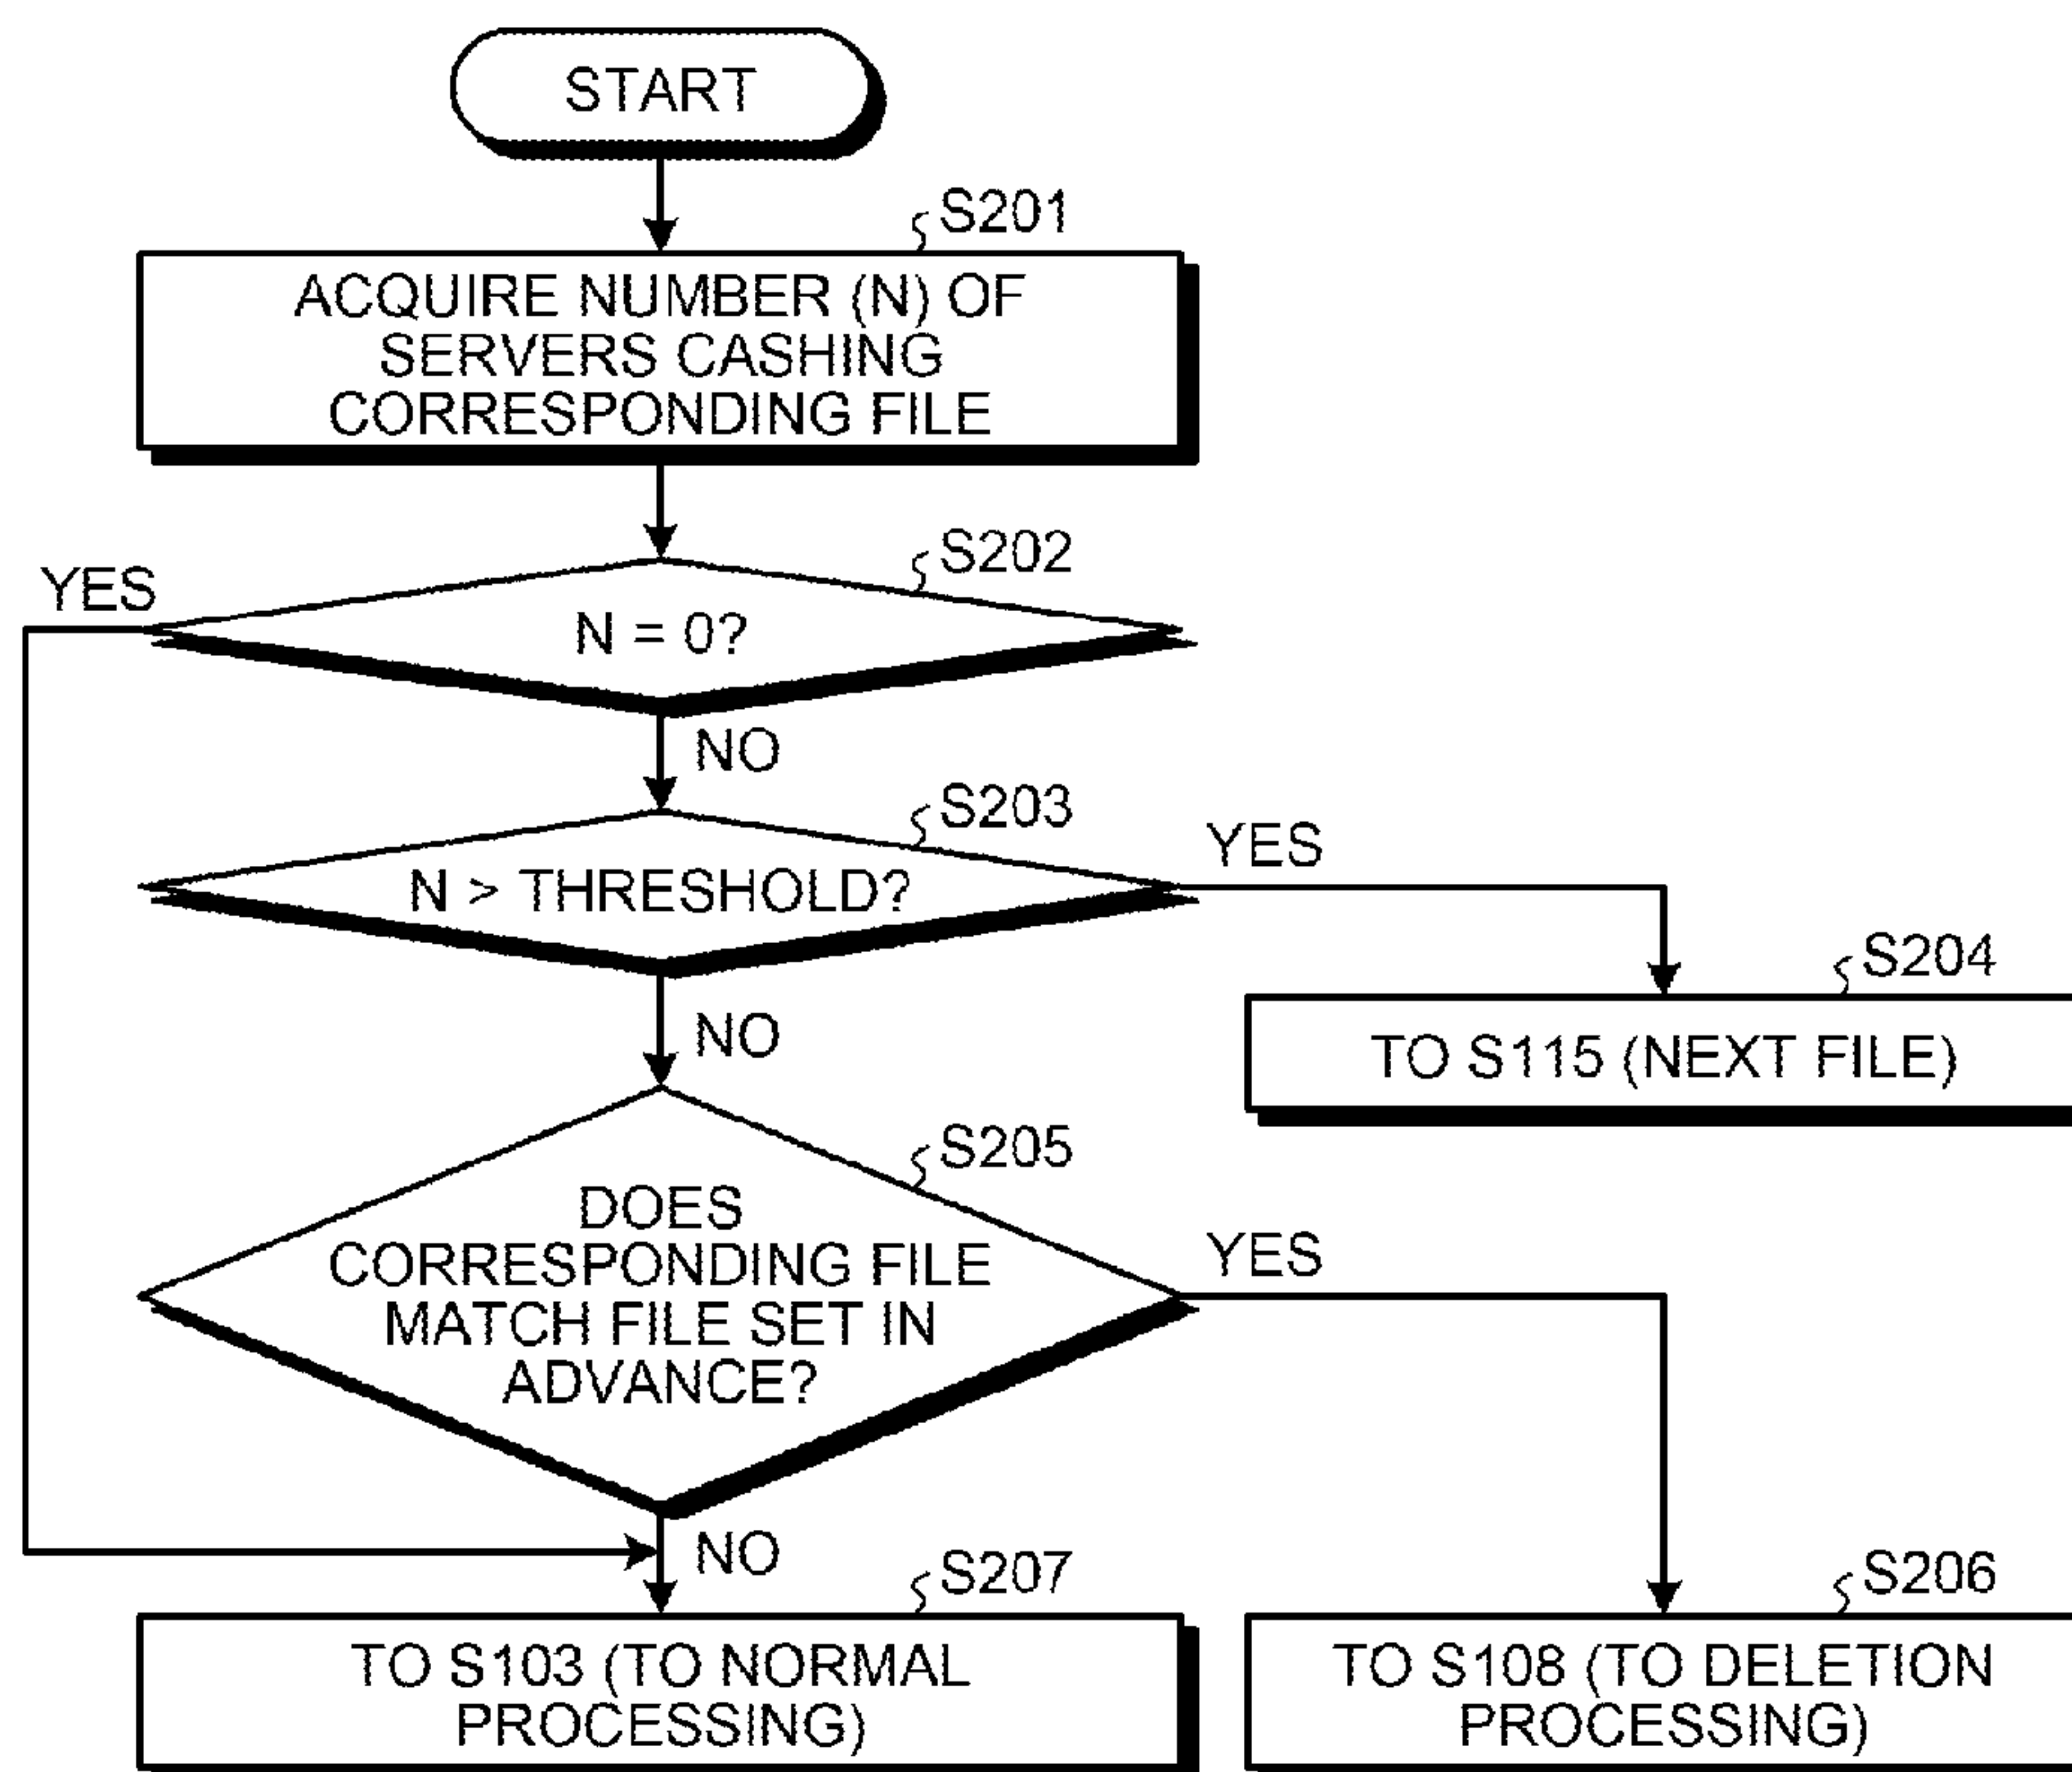 START
S201
ACQUIRE NUMBER (N) OF
SERVERS CASHING
CORRESPONDING FILE
S202
YES
N = 0?
NO
S203
YES
N > THRESHOLD?
S204
NO
TO S115 (NEXT FILE)
S205
DOES
CORRESPONDING FILE
MATCH FILE SET IN
ADVANCE?
YES
NO
S207
S206
TO S103 (TO NORMAL
PROCESSING)
TO S108 (TO DELETION
PROCESSING)